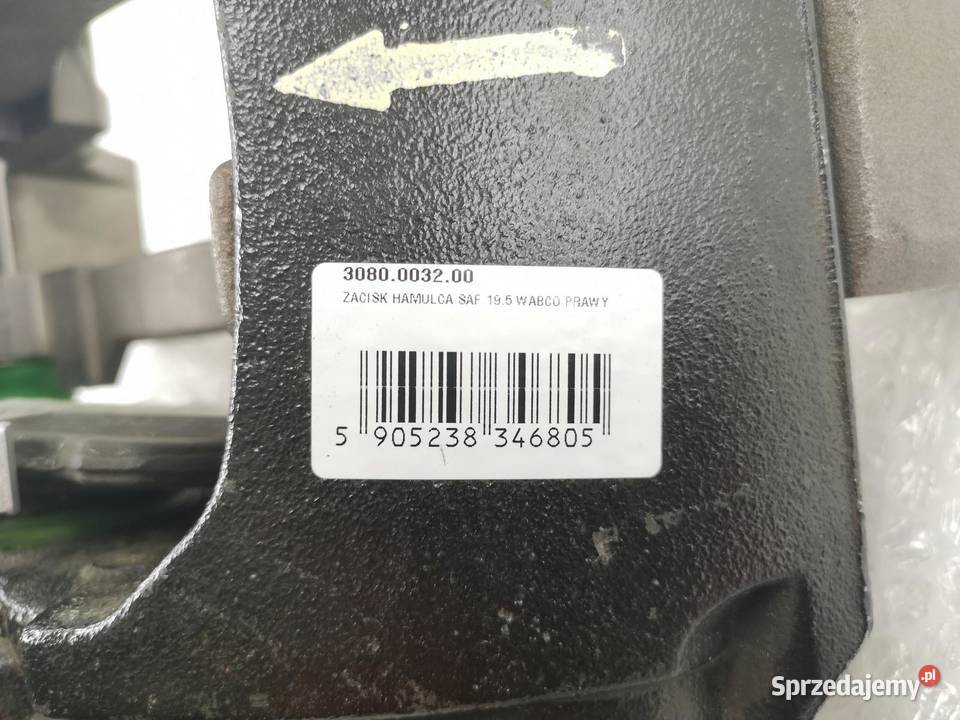 3080.0032.00
ZACISK HAMULCA SAF 19.5 WABCO PRAWY
5 905238 346805
Sprzedajemy.pl